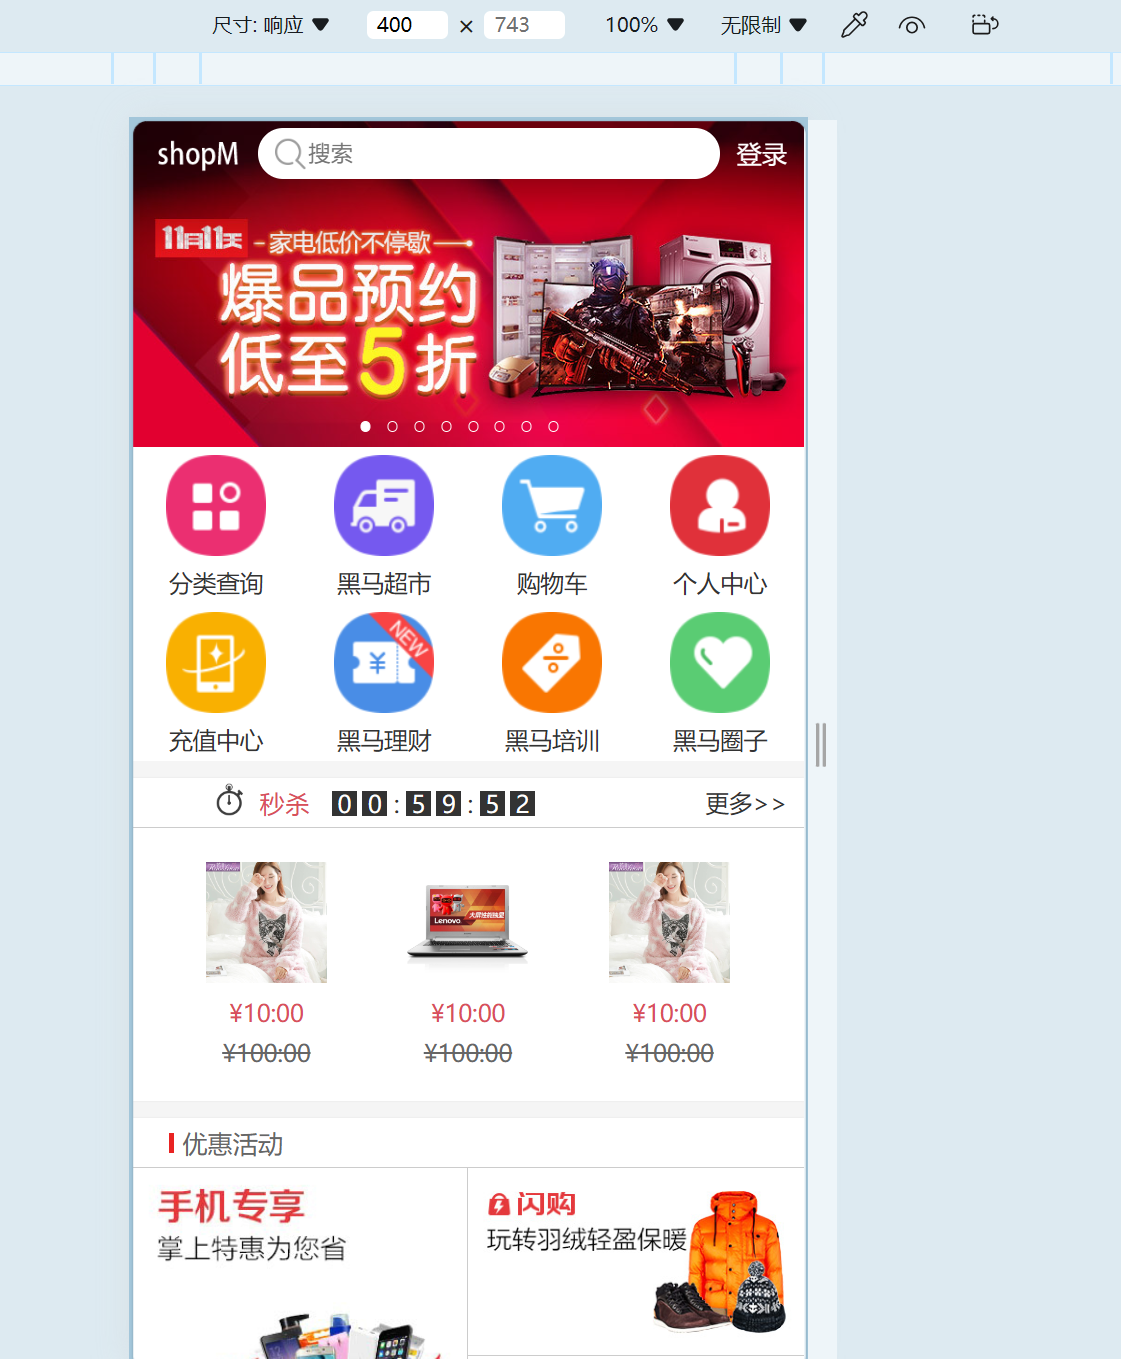 尺寸: 响应 400 × 743 100% 无限制
shopM 搜索 登录
11月11天 家电低价不停歇
爆品预约
低至5折
分类查询 黑马超市 购物车 个人中心
NEW
充值中心 黑马理财 黑马培训 黑马圈子
秒杀 00:59:52 更多>>
Lenovo
¥10:00 ¥10:00 ¥10:00
¥100:00 ¥100:00 ¥100:00
优惠活动
手机专享
掌上特惠为您省
闪购
玩转羽绒轻盈保暖